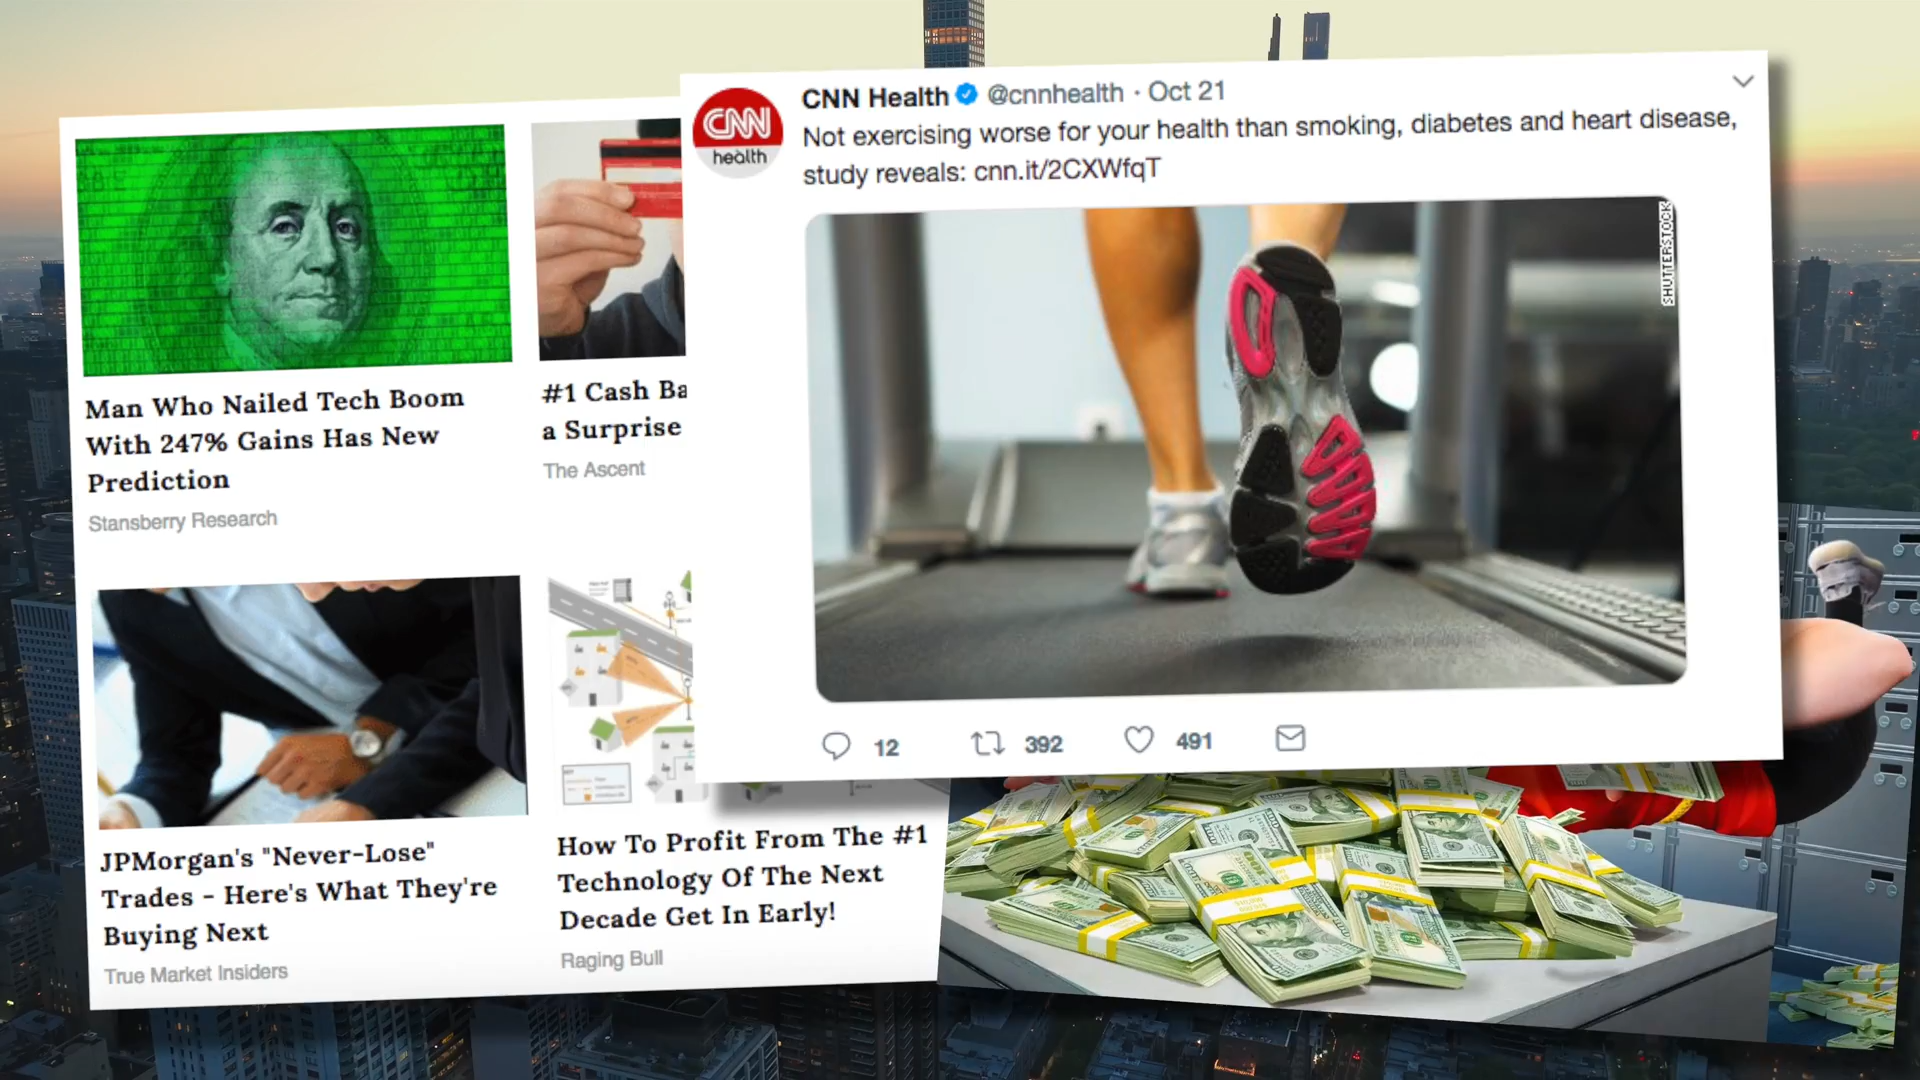 CNN Health @cnnhealth · Oct 21
Not exercising worse for your health than smoking, diabetes and heart disease,
study reveals: cnn.it/2CXWfqT
CNN
health
SHUTTERSTOCK
12 392 491
Man Who Nailed Tech Boom
With 247% Gains Has New
Prediction
Stansberry Research
#1 Cash Ba
a Surprise
The Ascent
JPMorgan's "Never-Lose"
Trades - Here's What They're
Buying Next
True Market Insiders
How To Profit From The #1
Technology Of The Next
Decade Get In Early!
Raging Bull